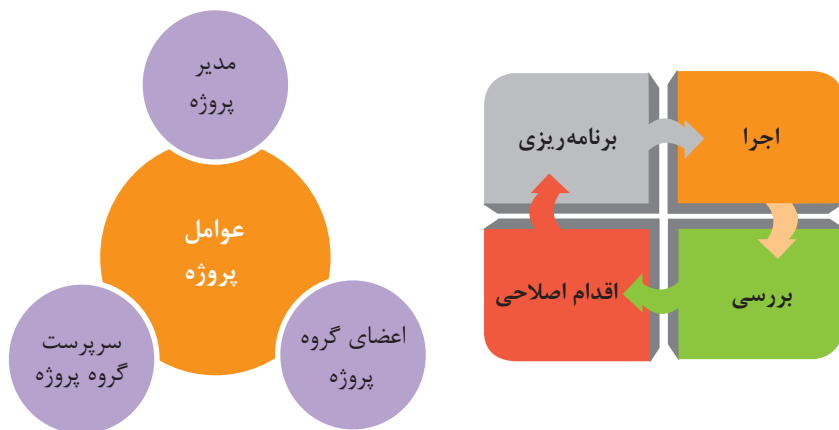 مدیر
پروژه
عوامل
پروژه
سرپرست
گروه پروژه
اعضای گروه
پروژه
برنامه‌ریزی
اجرا
بررسی
اقدام اصلاحی